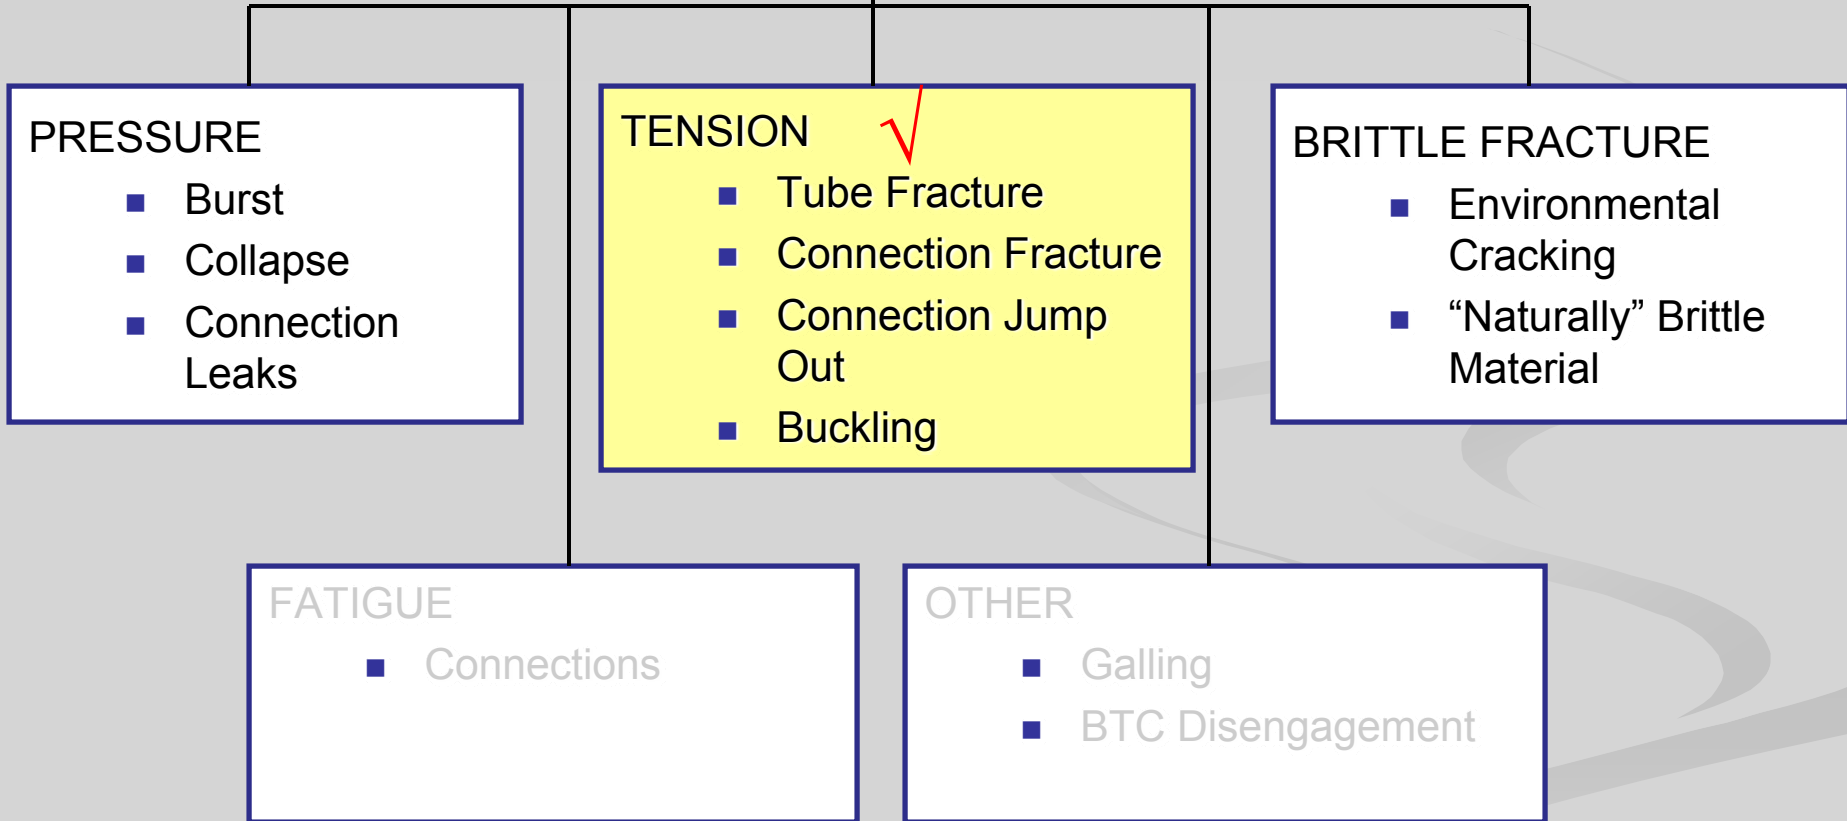 PRESSURE
Burst
Collapse
Connection
Leaks
TENSION √
Tube Fracture
Connection Fracture
Connection Jump
Out
Buckling
BRITTLE FRACTURE
Environmental
Cracking
“Naturally” Brittle
Material
FATIGUE
Connections
OTHER
Galling
BTC Disengagement